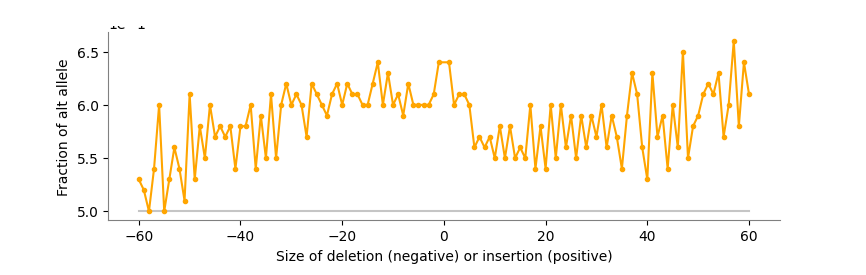 6.5
6.0
5.5
5.0
Fraction of alt allele
−60 −40 −20 0 20 40 60
Size of deletion (negative) or insertion (positive)